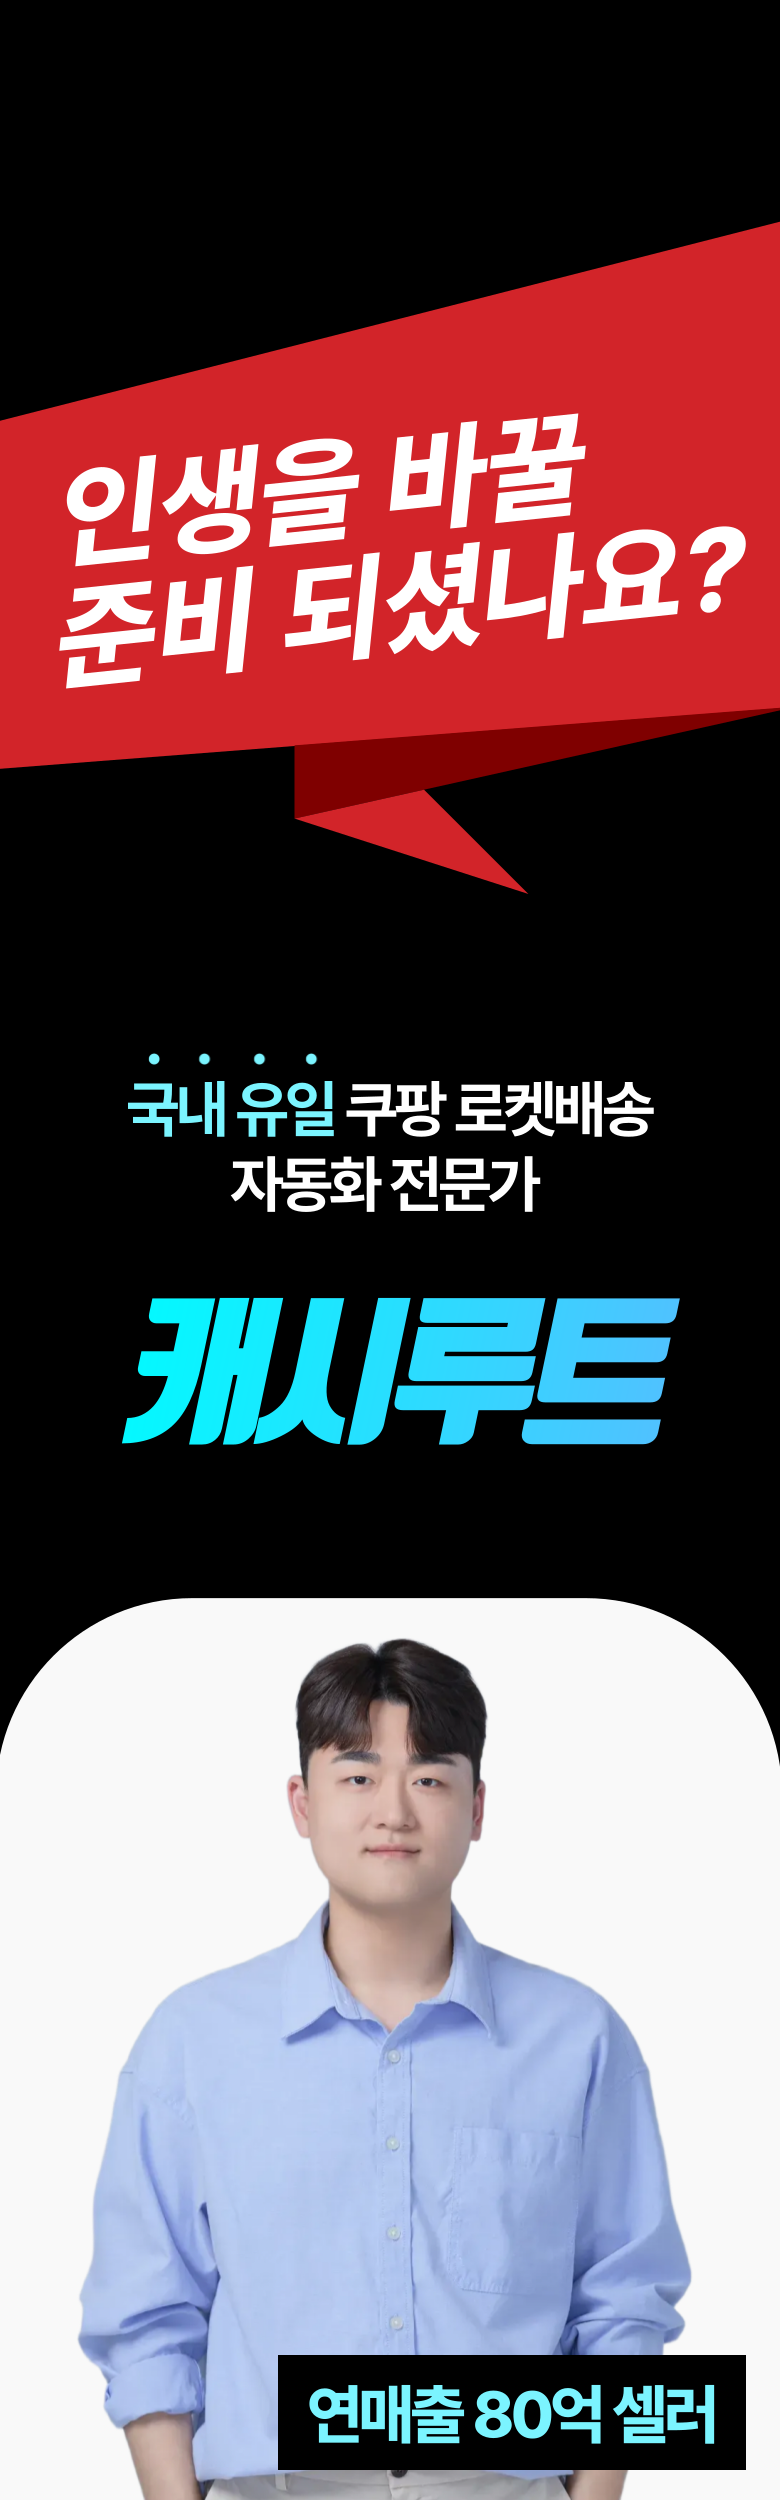 인생을 바꿀
준비 되셨나요?
국내 유일 쿠팡 로켓배송
자동화 전문가
캐시루트
연매출 80억 셀러